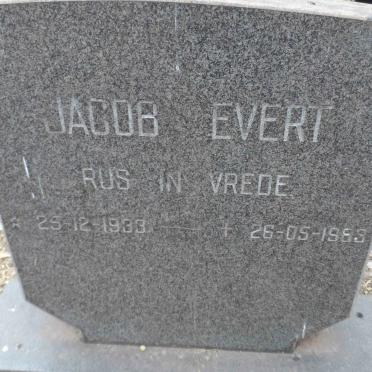 JACOB EVERT
RUS IN VREDE
* 25-12-1933 — + 26-05-1983